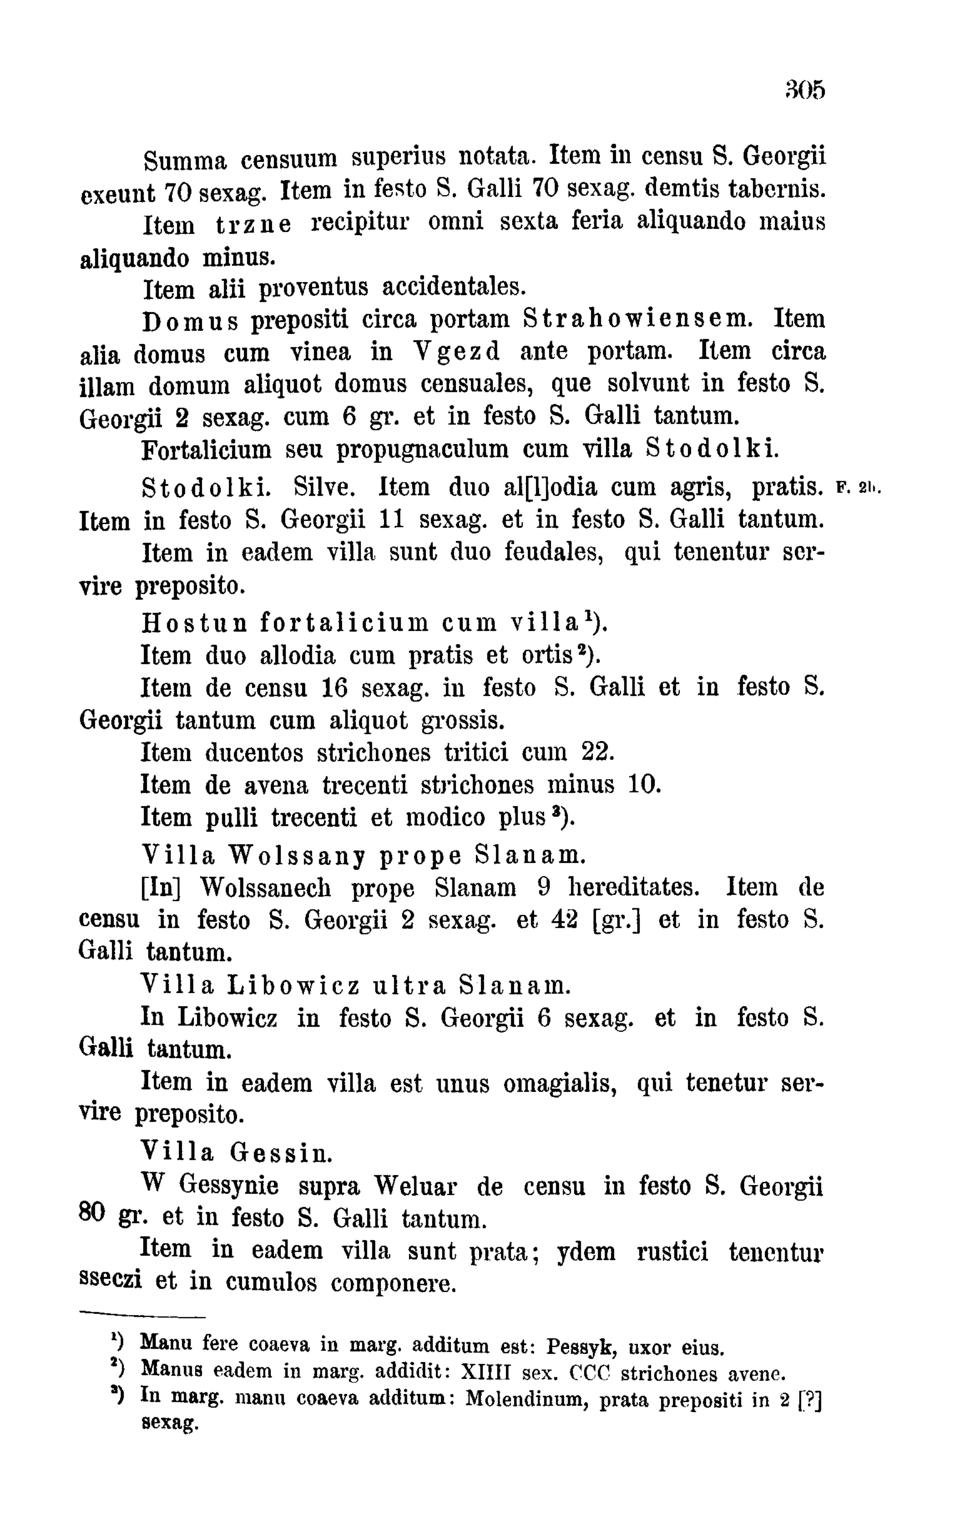 305
Summa censuum superius notata. Item in censu S. Georgii
exeunt 70 sexag. Item in festo S. Galli 70 sexag. demtis tabernis.
Item trzne recipitur omni sexta feria aliquando maius
aliquando minus.
Item alii proventus accidentales.
Domus prepositi circa portam Strahowiensem. Item
alia domus cum vinea in Vgezd ante portam. Item circa
illam domum aliquot domus censuales, que solvunt in festo S.
Georgii 2 sexag. cum 6 gr. et in festo S. Galli tantum.
Fortalicium seu propugnaculum cum villa Stodolki.
Stodolki. Silve. Item duo al[l]odia cum agris, pratis. F. 2b.
Item in festo S. Georgii 11 sexag. et in festo S. Galli tantum.
Item in eadem villa sunt duo feudales, qui tenentur ser-
vire preposito.
Hostun fortalicium cum villa¹).
Item duo allodia cum pratis et ortis²).
Item de censu 16 sexag. in festo S. Galli et in festo S.
Georgii tantum cum aliquot grossis.
Item ducentos strichones tritici cum 22.
Item de avena trecenti strichones minus 10.
Item pulli trecenti et modico plus³).
Villa Wolssany prope Slanam.
[In] Wolssanech prope Slanam 9 hereditates. Item de
censu in festo S. Georgii 2 sexag. et 42 [gr.] et in festo S.
Galli tantum.
Villa Libowicz ultra Slanam.
In Libowicz in festo S. Georgii 6 sexag. et in festo S.
Galli tantum.
Item in eadem villa est unus omagialis, qui tenetur ser-
vire preposito.
Villa Gessin.
W Gessynie supra Weluar de censu in festo S. Georgii
80 gr. et in festo S. Galli tantum.
Item in eadem villa sunt prata; ydem rustici tenentur
sseczi et in cumulos componere.
¹) Manu fere coaeva in marg. additum est: Pessyk, uxor eius.
²) Manus eadem in marg. addidit: XIIII sex. CCC strichones avene.
³) In marg. manu coaeva additum: Molendinum, prata prepositi in 2 [?]
sexag.